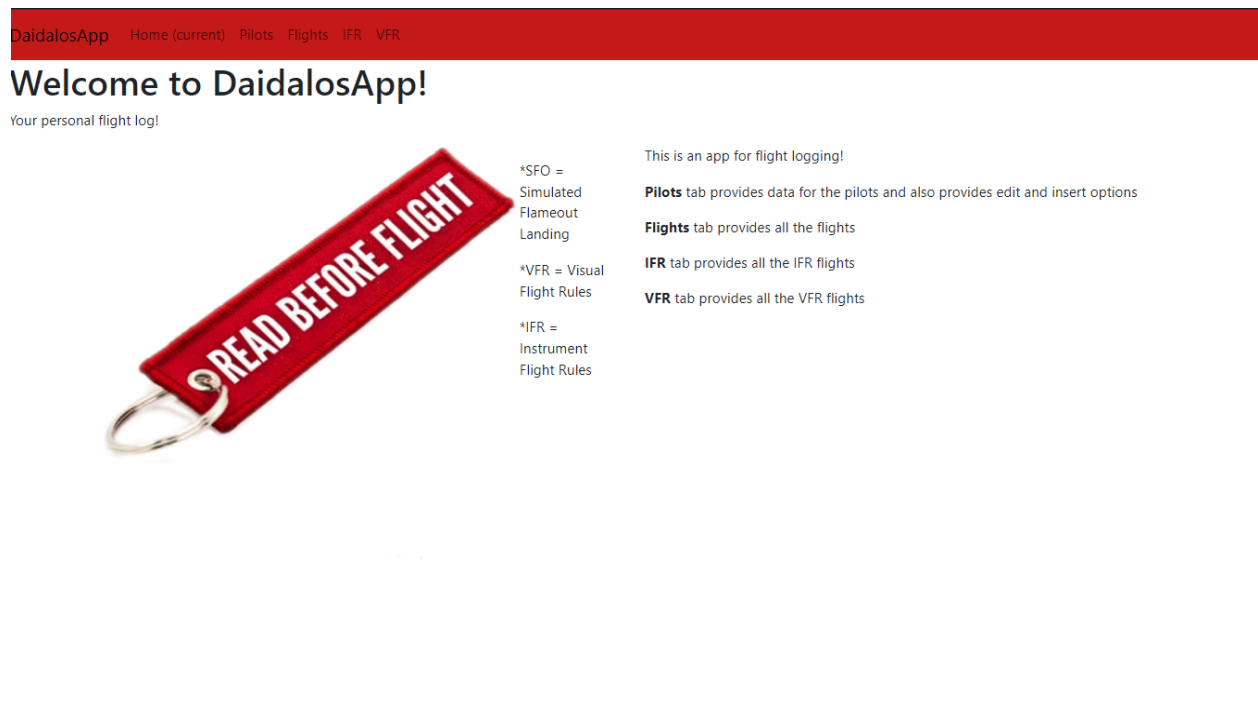 DaidalosApp Home (current) Pilots Flights IFR VFR
Welcome to DaidalosApp!
Your personal flight log!
READ BEFORE FLIGHT
*SFO =
Simulated
Flameout
Landing
*VFR = Visual
Flight Rules
*IFR =
Instrument
Flight Rules
This is an app for flight logging!
Pilots tab provides data for the pilots and also provides edit and insert options
Flights tab provides all the flights
IFR tab provides all the IFR flights
VFR tab provides all the VFR flights